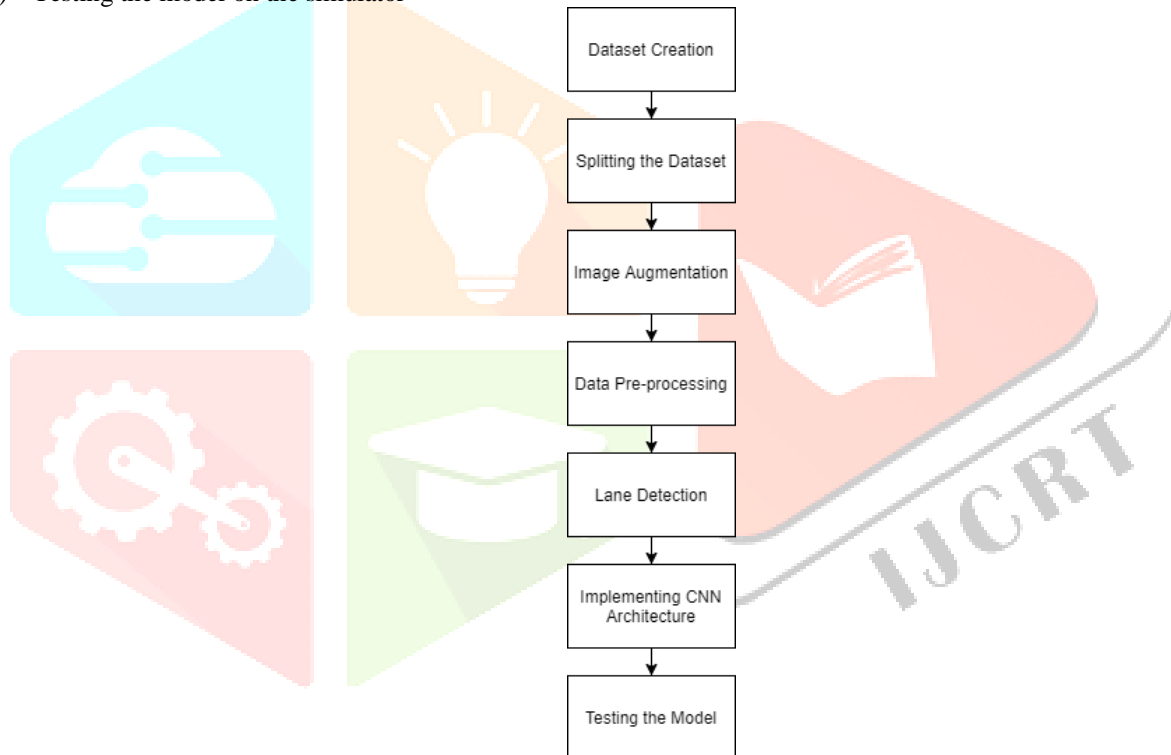 Testing the model on the simulator
Dataset Creation
Splitting the Dataset
Image Augmentation
Data Pre-processing
Lane Detection
Implementing CNN
Architecture
Testing the Model
IJCRT